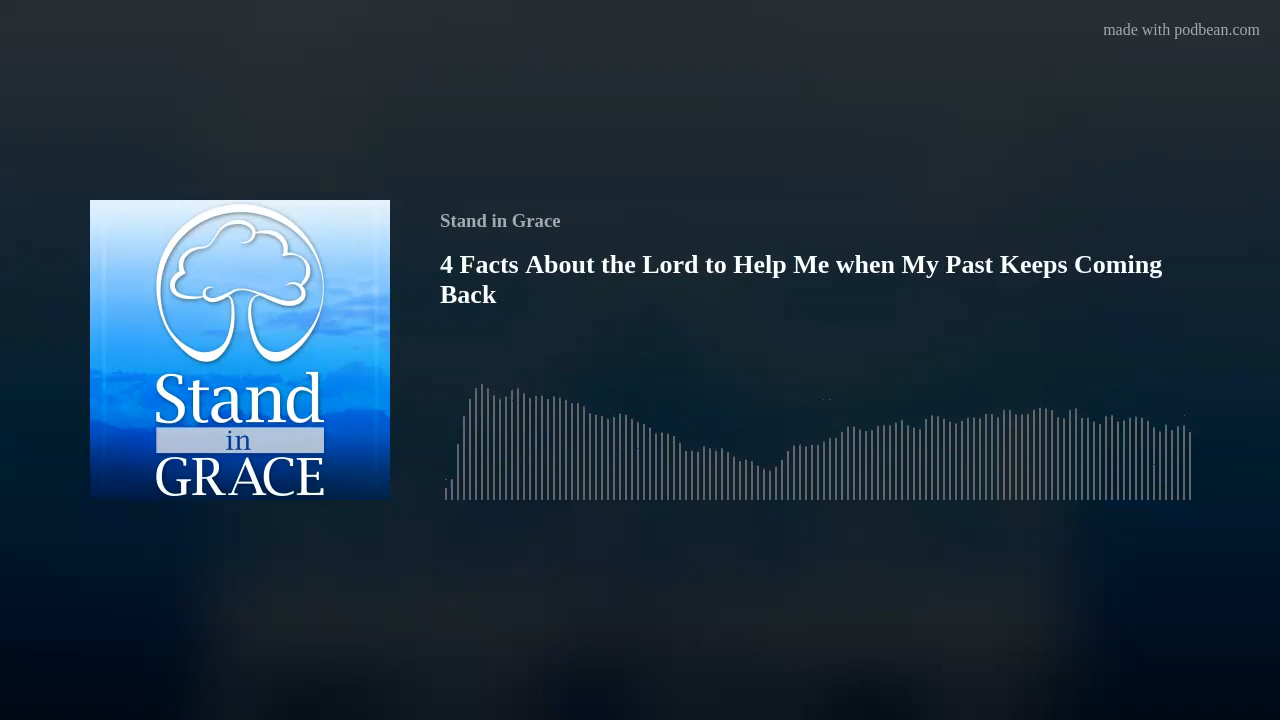 made with podbean.com
Stand in Grace
4 Facts About the Lord to Help Me when My Past Keeps Coming
Back
Stand
in
GRACE